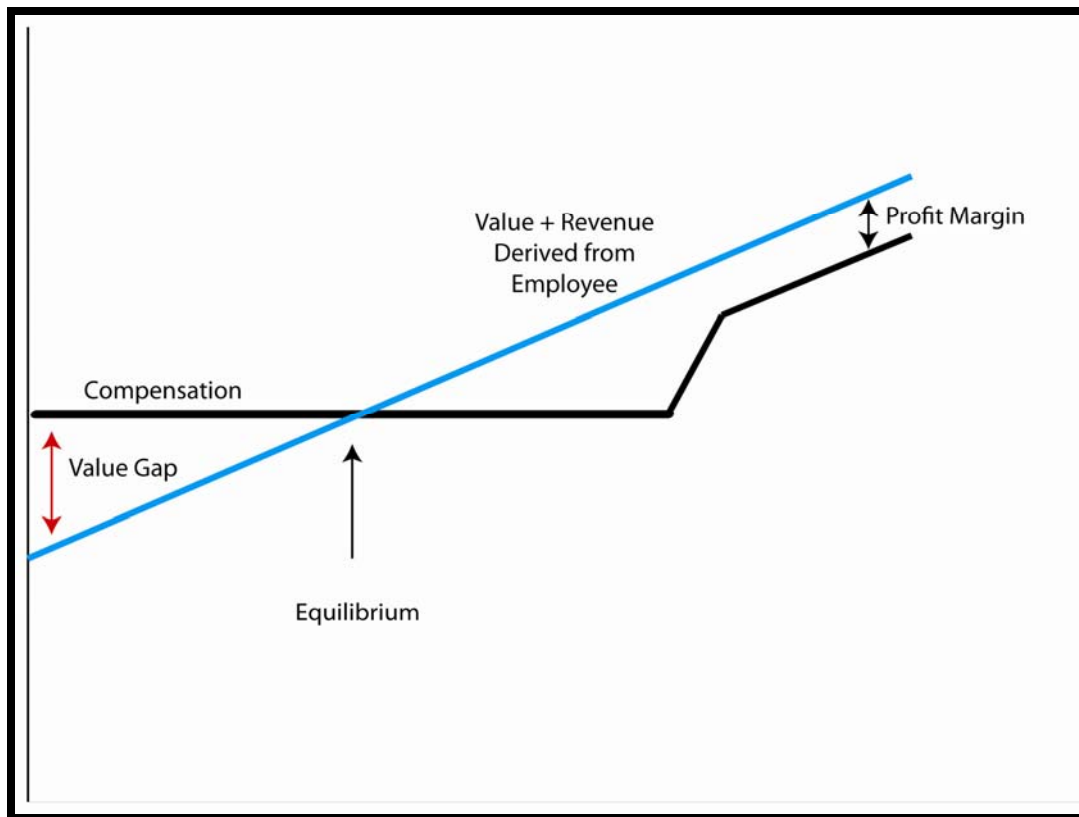 Value + Revenue
Derived from
Employee
Profit Margin
Compensation
Value Gap
Equilibrium